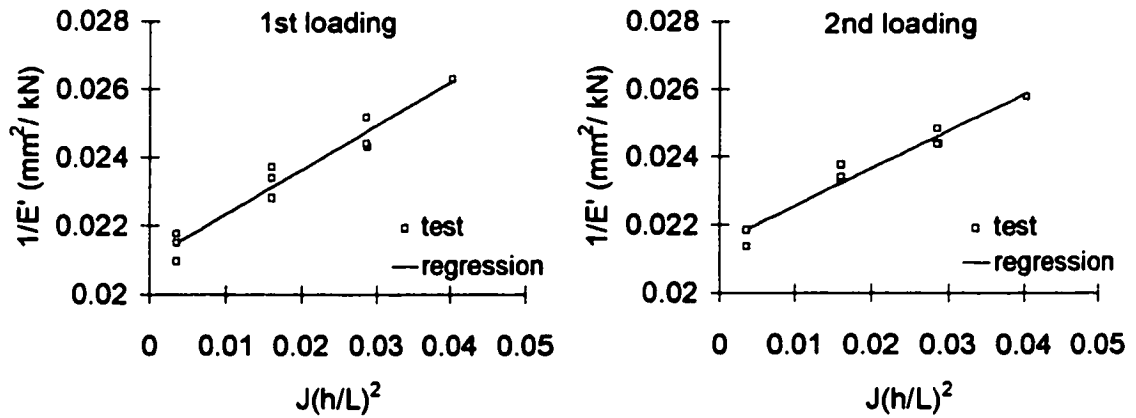 1st loading
0.028
0.026
0.024
0.022
0.02
1/E' (mm²/ kN)
test
regression
0 0.01 0.02 0.03 0.04 0.05
J(h/L)²
2nd loading
0.028
0.026
0.024
0.022
0.02
1/E' (mm²/ kN)
test
regression
0 0.01 0.02 0.03 0.04 0.05
J(h/L)²